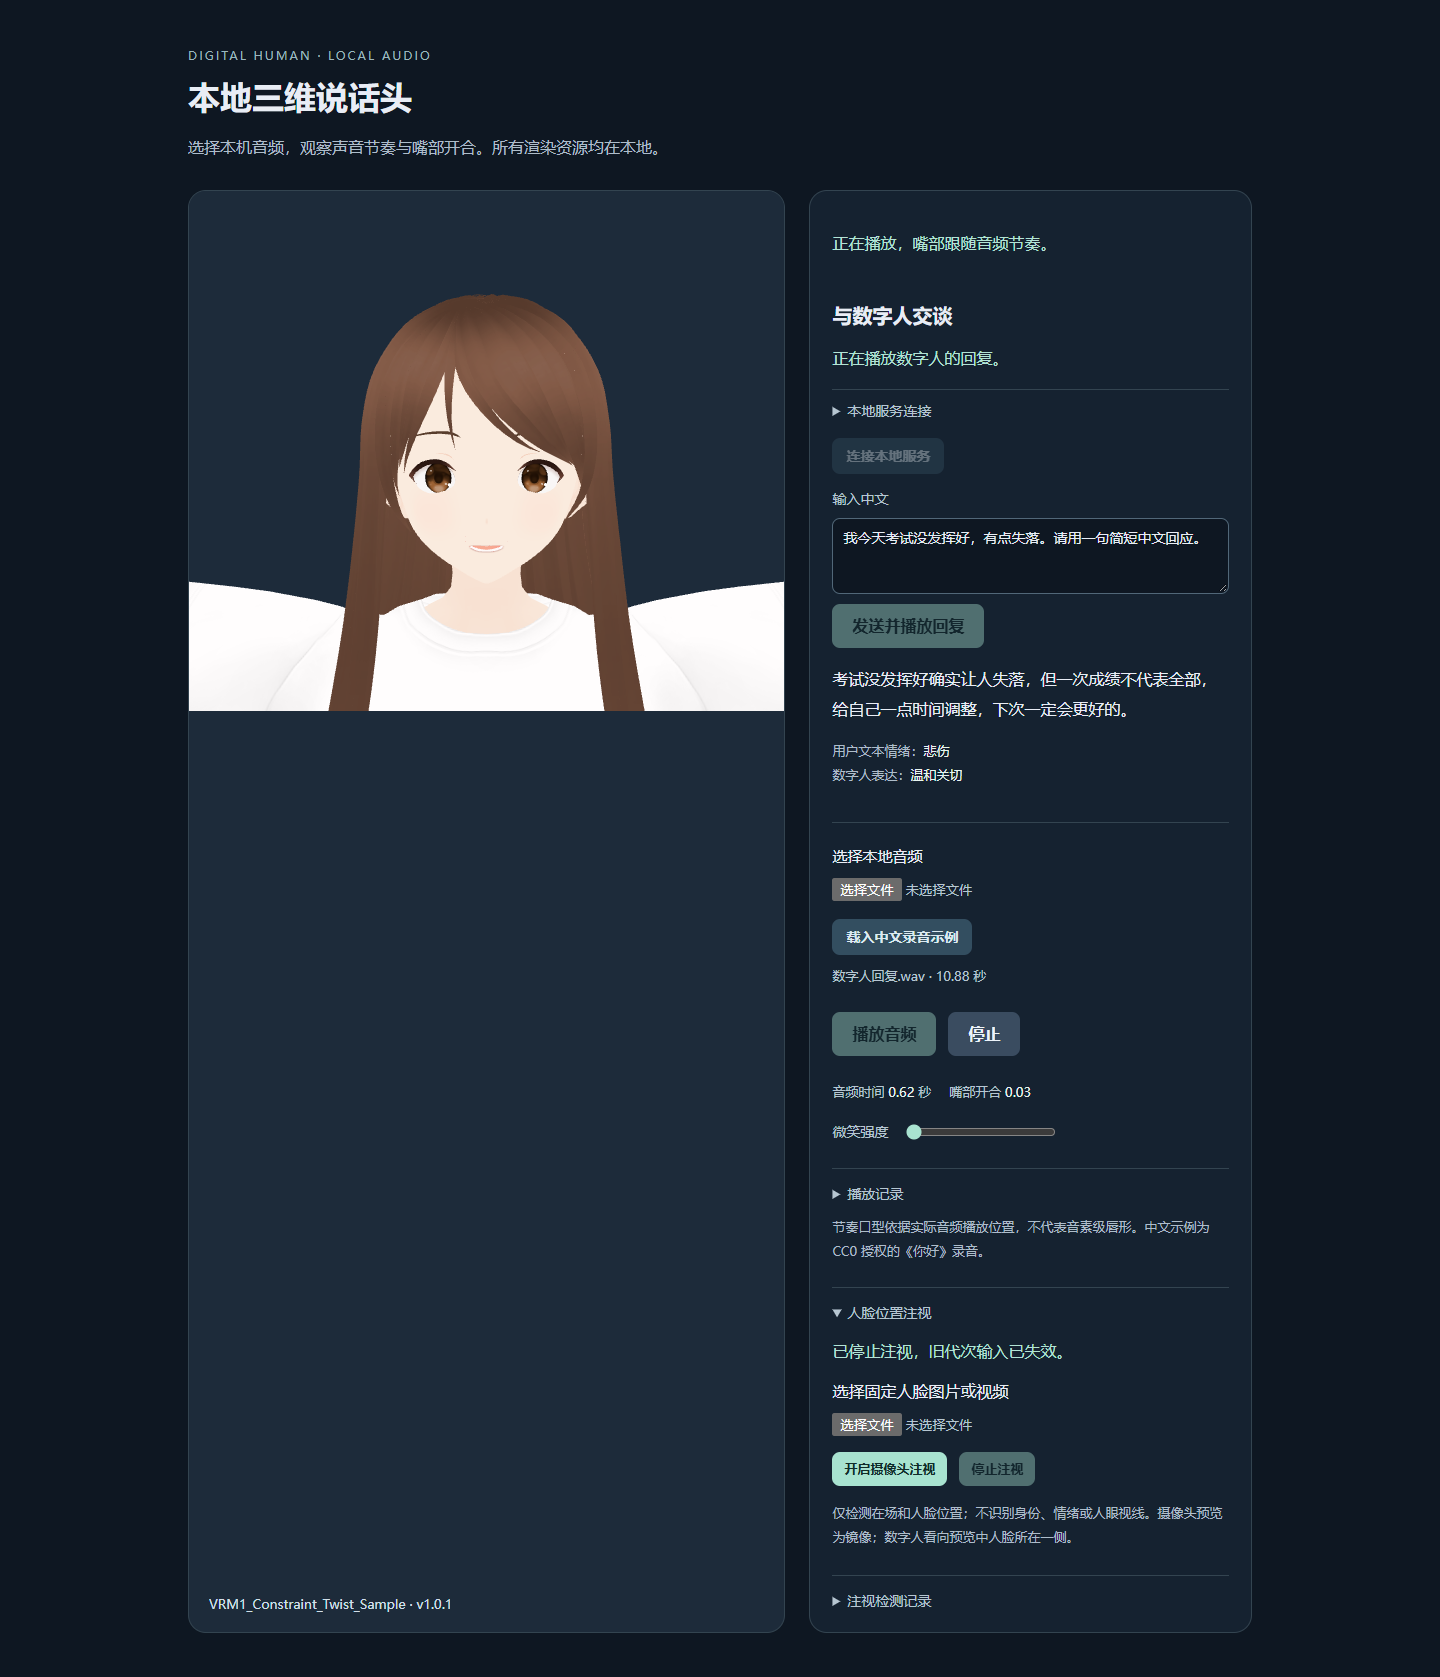 DIGITAL HUMAN · LOCAL AUDIO
本地三维说话头
选择本机音频，观察声音节奏与嘴部开合。所有渲染资源均在本地。
正在播放，嘴部跟随音频节奏。
与数字人交谈
正在播放数字人的回复。
本地服务连接
连接本地服务
输入中文
我今天考试没发挥好，有点失落。请用一句简短中文回应。
发送并播放回复
考试没发挥好确实让人失落，但一次成绩不代表全部，
给自己一点时间调整，下次一定会更好的。
用户文本情绪：悲伤
数字人表达：温和关切
选择本地音频
选择文件 未选择文件
载入中文录音示例
数字人回复.wav · 10.88 秒
播放音频 停止
音频时间 0.62 秒 嘴部开合 0.03
微笑强度
播放记录
节奏口型依据实际音频播放位置，不代表音素级唇形。中文示例为
CC0 授权的《你好》录音。
人脸位置注视
已停止注视，旧代次输入已失效。
选择固定人脸图片或视频
选择文件 未选择文件
开启摄像头注视 停止注视
仅检测在场和人脸位置；不识别身份、情绪或人眼视线。摄像头预览
为镜像；数字人看向预览中人脸所在一侧。
注视检测记录
VRM1_Constraint_Twist_Sample · v1.0.1